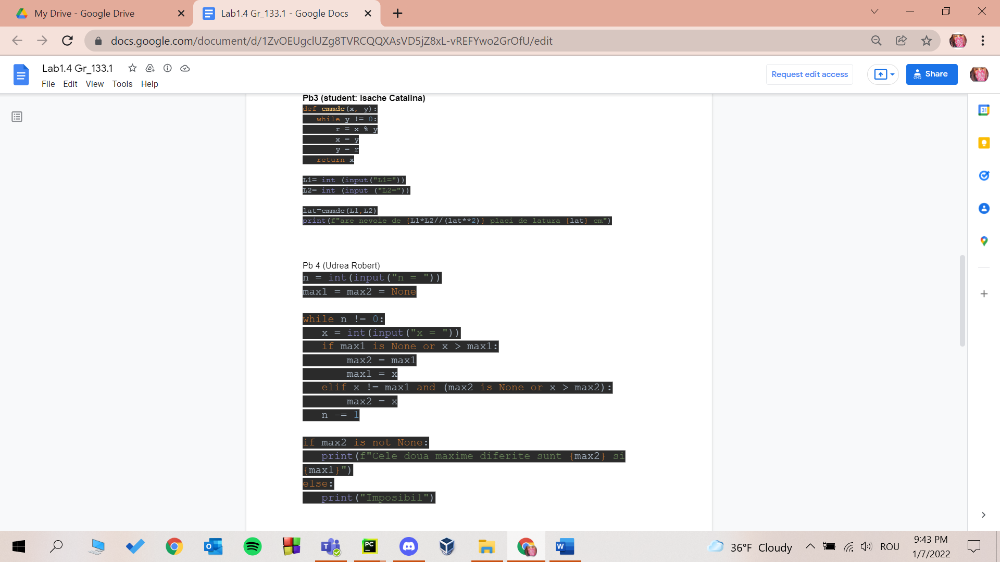 My Drive - Google Drive
Lab1.4 Gr_133.1 - Google Docs
docs.google.com/document/d/1ZvOEUgclUZg8TVRCQQXAsVD5jZ8xL-vREFYwo2GrOfU/edit
Lab1.4 Gr_133.1
File Edit View Tools Help
Request edit access
Share
31
Pb3 (student: Isache Catalina)
def cmmdc(x, y):
while y != 0:
r = x % y
x = y
y = r
return x
L1= int (input("L1="))
L2= int (input ("L2="))
lat=cmmdc(L1,L2)
print(f"are nevoie de {L1*L2//(lat**2)} placi de latura {lat} cm")
Pb 4 (Udrea Robert)
n = int(input("n = "))
max1 = max2 = None
while n != 0:
x = int(input("x = "))
if max1 is None or x > max1:
max2 = max1
max1 = x
elif x != max1 and (max2 is None or x > max2):
max2 = x
n -= 1
if max2 is not None:
print(f"Cele doua maxime diferite sunt {max2} si
{max1}")
else:
print("Imposibil")
36°F Cloudy
ROU
9:43 PM
1/7/2022